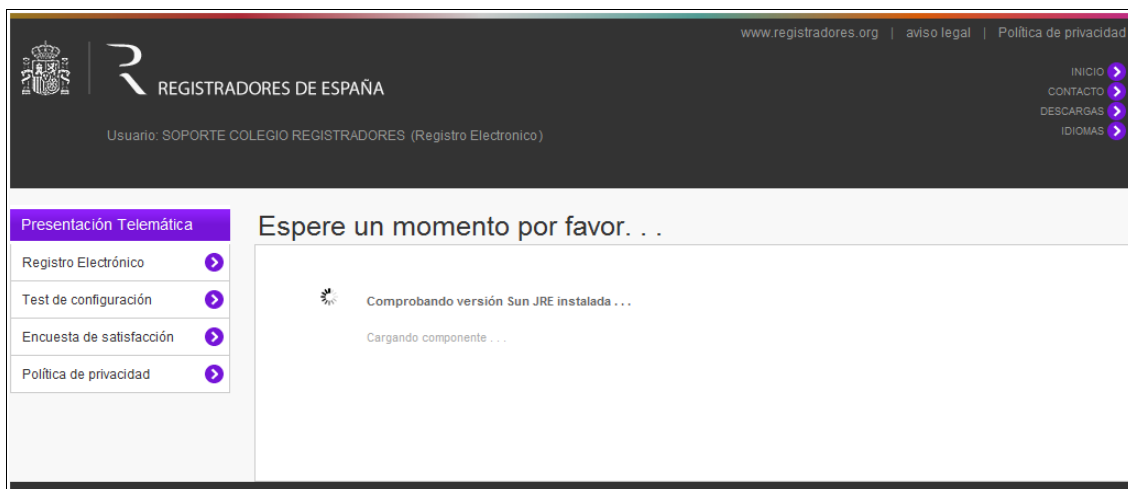 www.registradores.org | aviso legal | Política de privacidad
INICIO
CONTACTO
DESCARGAS
IDIOMAS
REGISTRADORES DE ESPAÑA
Usuario: SOPORTE COLEGIO REGISTRADORES (Registro Electronico)
Presentación Telemática
Registro Electrónico
Test de configuración
Encuesta de satisfacción
Política de privacidad
Espere un momento por favor. . .
Comprobando versión Sun JRE instalada . . .
Cargando componente . . .